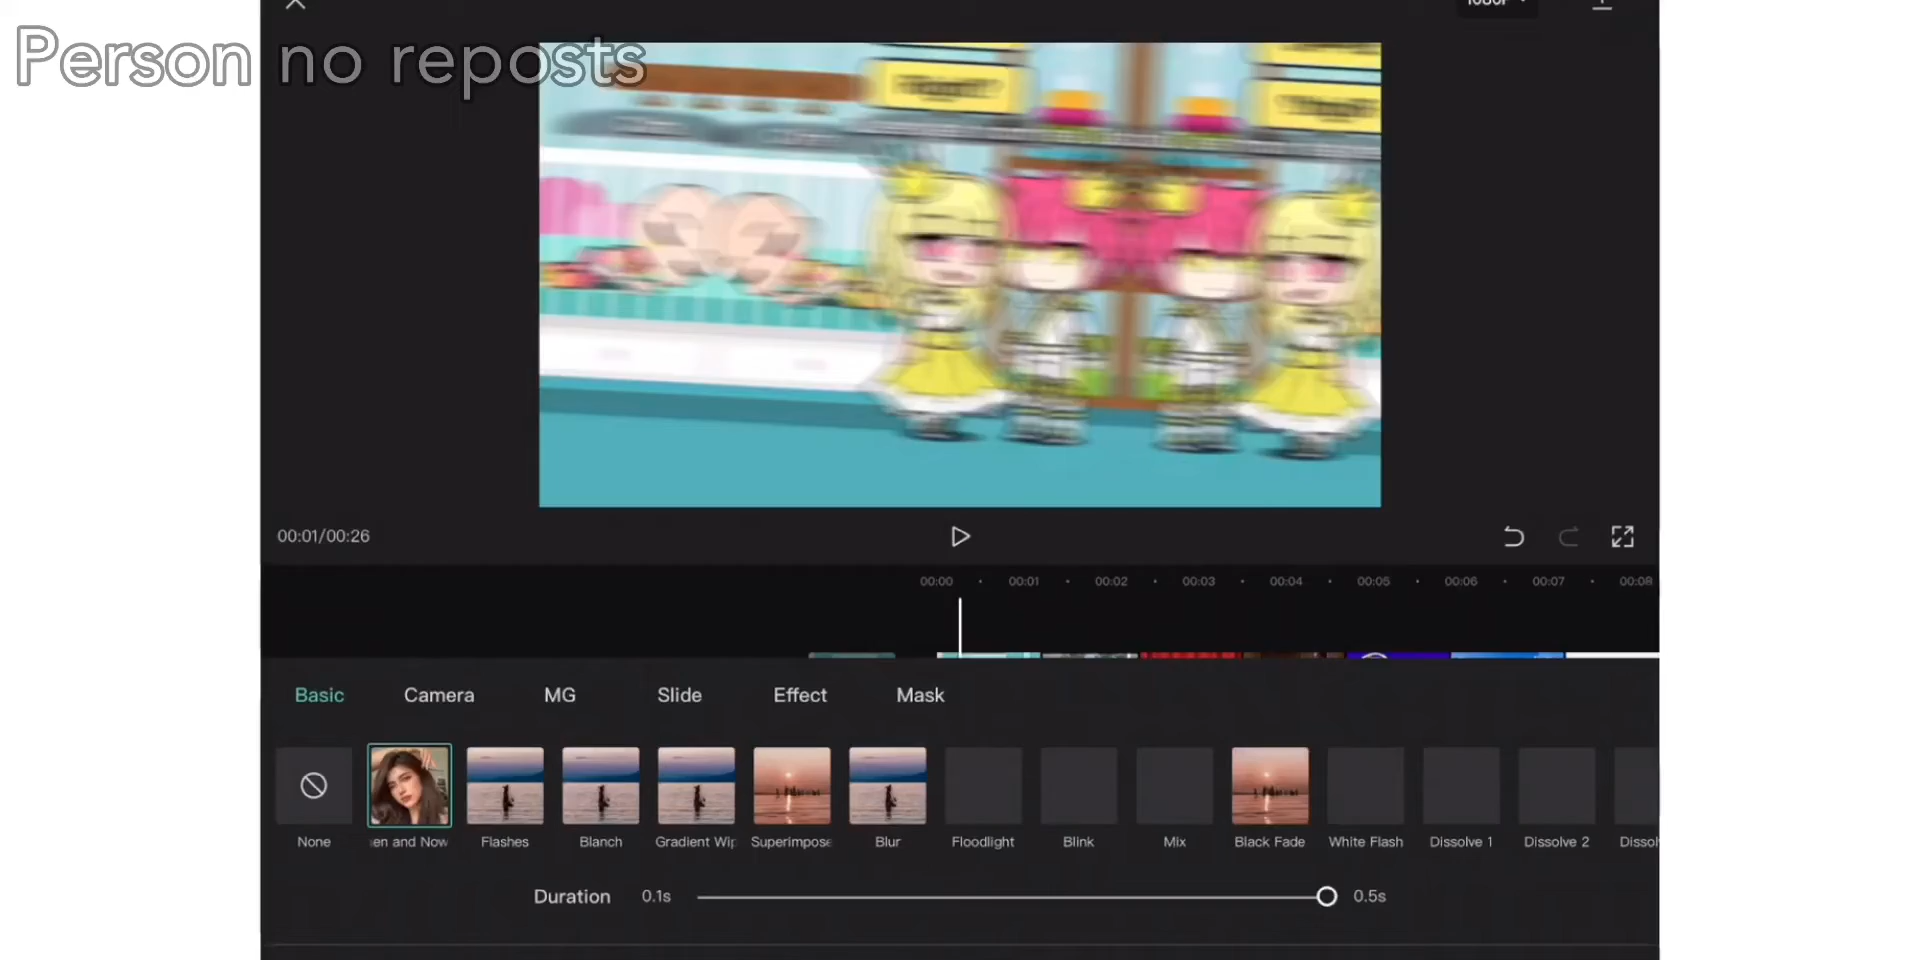 Person no reposts
00:01/00:26
00:00 00:01 00:02 00:03 00:04 00:05 00:06 00:07 00:08
Basic Camera MG Slide Effect Mask
None en and Now Flashes Blanch Gradient Wip Superimpose Blur Floodlight Blink Mix Black Fade White Flash Dissolve 1 Dissolve 2 Dissol
Duration 0.1s 0.5s